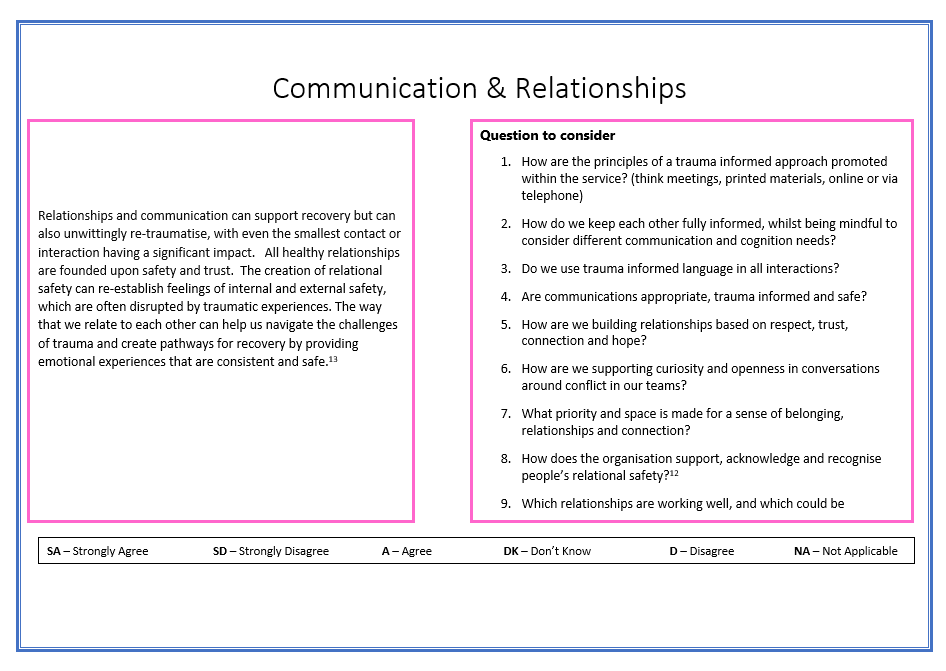 Communication & Relationships
Relationships and communication can support recovery but can
also unwittingly re-traumatise, with even the smallest contact or
interaction having a significant impact.   All healthy relationships
are founded upon safety and trust.  The creation of relational
safety can re-establish feelings of internal and external safety,
which are often disrupted by traumatic experiences. The way
that we relate to each other can help us navigate the challenges
of trauma and create pathways for recovery by providing
emotional experiences that are consistent and safe.¹³
Question to consider
1. How are the principles of a trauma informed approach promoted
within the service? (think meetings, printed materials, online or via
telephone)
2. How do we keep each other fully informed, whilst being mindful to
consider different communication and cognition needs?
3. Do we use trauma informed language in all interactions?
4. Are communications appropriate, trauma informed and safe?
5. How are we building relationships based on respect, trust,
connection and hope?
6. How are we supporting curiosity and openness in conversations
around conflict in our teams?
7. What priority and space is made for a sense of belonging,
relationships and connection?
8. How does the organisation support, acknowledge and recognise
people’s relational safety?¹²
9. Which relationships are working well, and which could be
SA – Strongly Agree SD – Strongly Disagree A – Agree DK – Don’t Know D – Disagree NA – Not Applicable